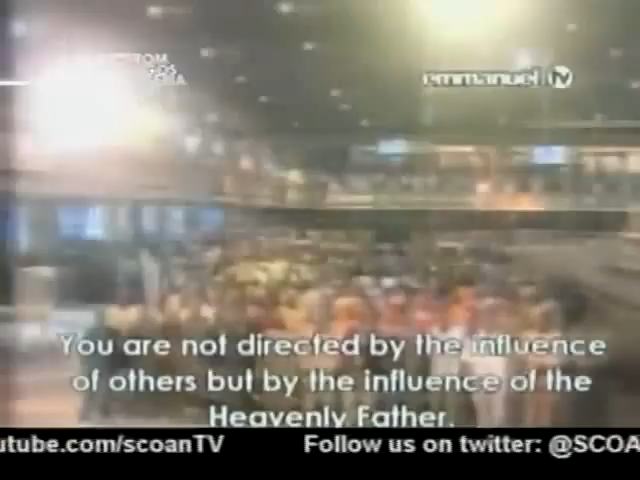 emmanuel tv
You are not directed by the influence
of others but by the influence of the
Heavenly Father.
utube.com/scoanTV Follow us on twitter: @SCOA